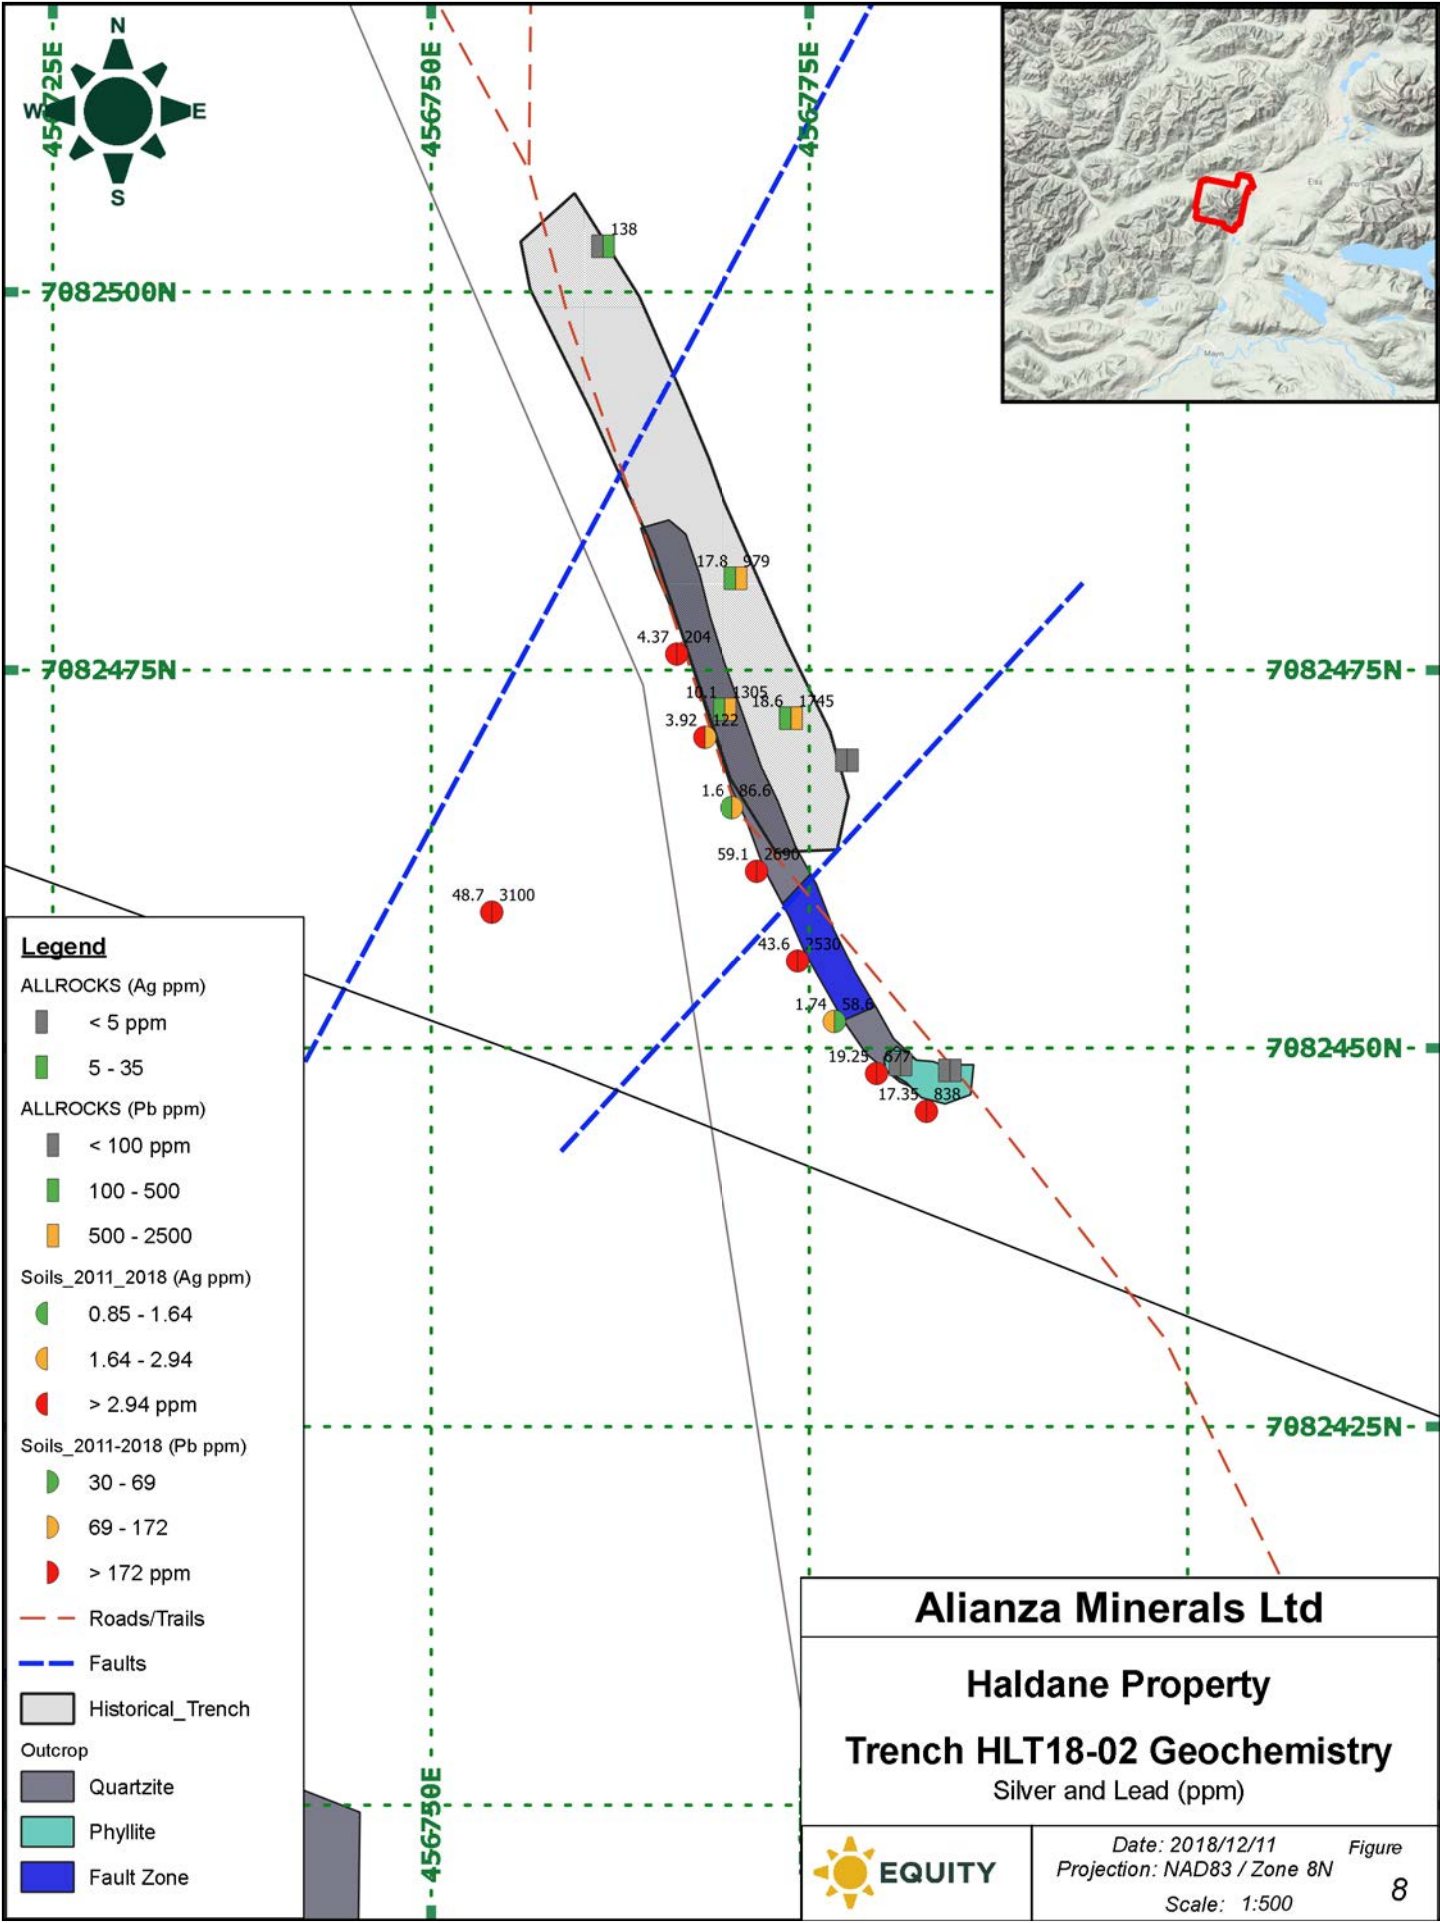 N
W
E
S
456725E
456750E
456775E
Elsa
Keno City
Mayo
138
7082500N
17.8 979
4.37 204
7082475N
7082475N
10.1 1305
18.6 1745
3.92 122
1.6 86.6
59.1 2690
48.7 3100
43.6 2530
1.74 58.6
7082450N
19.25 677
17.35 838
7082425N
Legend
ALLROCKS (Ag ppm)
< 5 ppm
5 - 35
ALLROCKS (Pb ppm)
< 100 ppm
100 - 500
500 - 2500
Soils_2011_2018 (Ag ppm)
0.85 - 1.64
1.64 - 2.94
> 2.94 ppm
Soils_2011-2018 (Pb ppm)
30 - 69
69 - 172
> 172 ppm
Roads/Trails
Faults
Historical_Trench
Outcrop
Quartzite
Phyllite
Fault Zone
456750E
Alianza Minerals Ltd
Haldane Property
Trench HLT18-02 Geochemistry
Silver and Lead (ppm)
EQUITY
Date: 2018/12/11
Projection: NAD83 / Zone 8N
Scale: 1:500
Figure
8